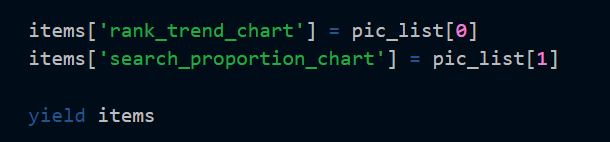 items['rank_trend_chart'] = pic_list[0]
items['search_proportion_chart'] = pic_list[1]
yield items